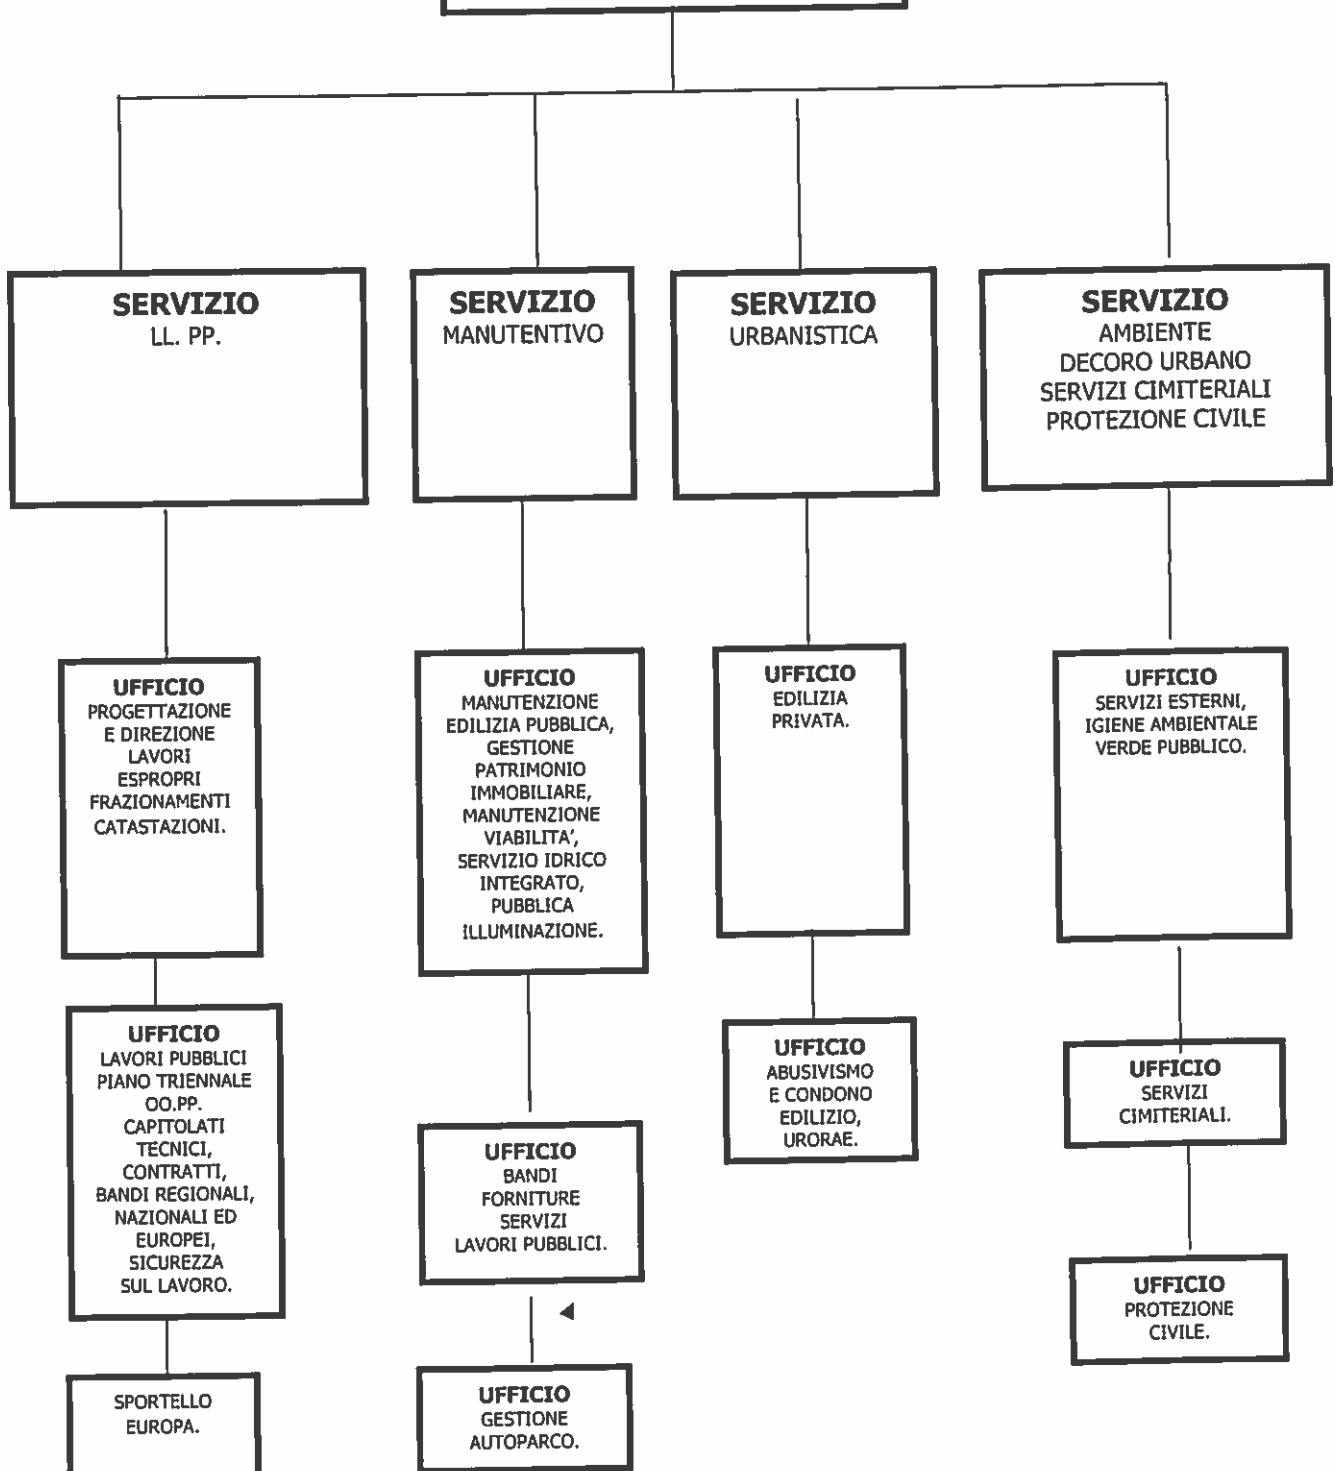 SERVIZIO
LL. PP.
SERVIZIO
MANUTENTIVO
SERVIZIO
URBANISTICA
SERVIZIO
AMBIENTE
DECORO URBANO
SERVIZI CIMITERIALI
PROTEZIONE CIVILE
UFFICIO
PROGETTAZIONE
E DIREZIONE
LAVORI
ESPROPRI
FRAZIONAMENTI
CATASTAZIONI.
UFFICIO
MANUTENZIONE
EDILIZIA PUBBLICA,
GESTIONE
PATRIMONIO
IMMOBILIARE,
MANUTENZIONE
VIABILITA',
SERVIZIO IDRICO
INTEGRATO,
PUBBLICA
ILLUMINAZIONE.
UFFICIO
EDILIZIA
PRIVATA.
UFFICIO
SERVIZI ESTERNI,
IGIENE AMBIENTALE
VERDE PUBBLICO.
UFFICIO
LAVORI PUBBLICI
PIANO TRIENNALE
OO.PP.
CAPITOLATI
TECNICI,
CONTRATTI,
BANDI REGIONALI,
NAZIONALI ED
EUROPEI,
SICUREZZA
SUL LAVORO.
UFFICIO
BANDI
FORNITURE
SERVIZI
LAVORI PUBBLICI.
UFFICIO
ABUSIVISMO
E CONDONO
EDILIZIO,
URORAE.
UFFICIO
SERVIZI
CIMITERIALI.
UFFICIO
PROTEZIONE
CIVILE.
SPORTELLO
EUROPA.
UFFICIO
GESTIONE
AUTOPARCO.